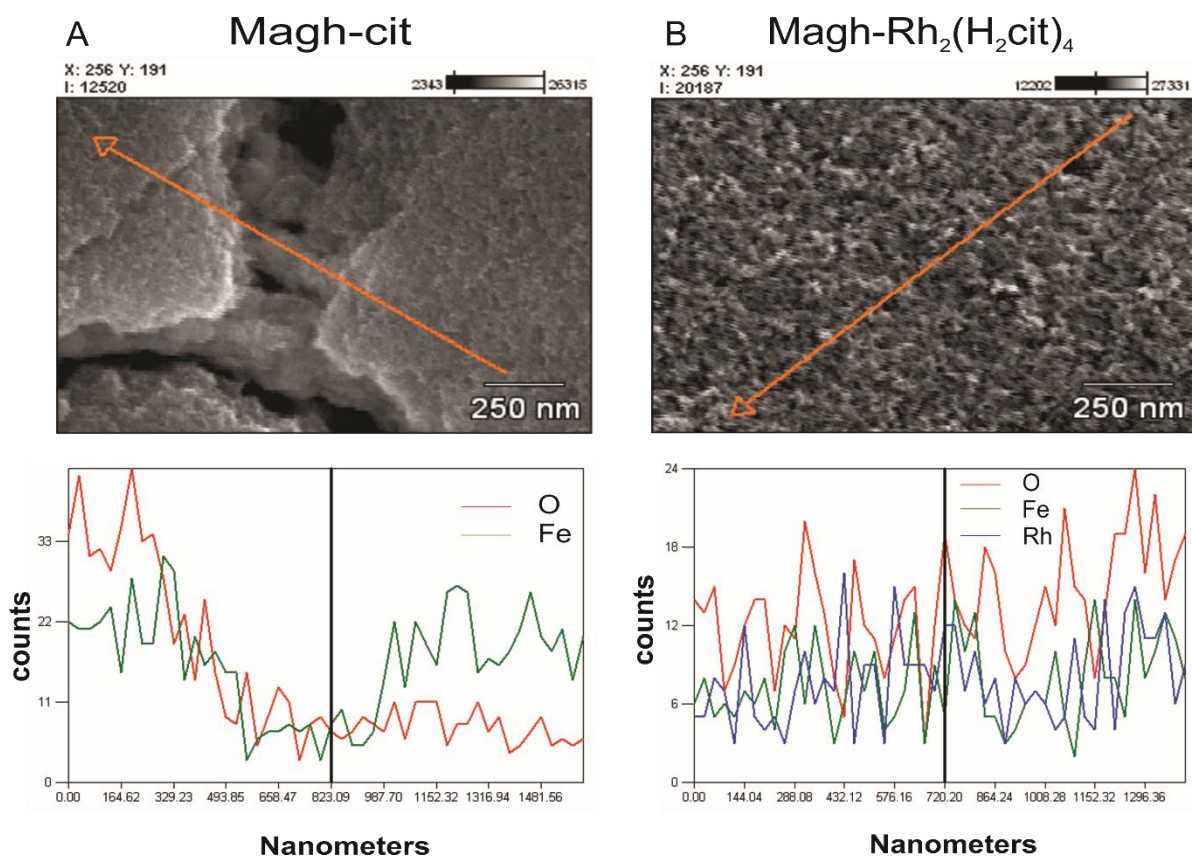 A Magh-cit
X: 256 Y: 191
I: 12520
2343 26315
250 nm
33
22
11
0
counts
O
Fe
0.00 164.62 329.23 493.85 658.47 823.09 987.70 1152.32 1316.94 1481.56
Nanometers
B Magh-Rh₂(H₂cit)₄
X: 256 Y: 191
I: 20187
12202 27331
250 nm
24
18
12
6
0
counts
O
Fe
Rh
0.00 144.04 288.08 432.12 576.16 720.20 864.24 1008.28 1152.32 1296.36
Nanometers